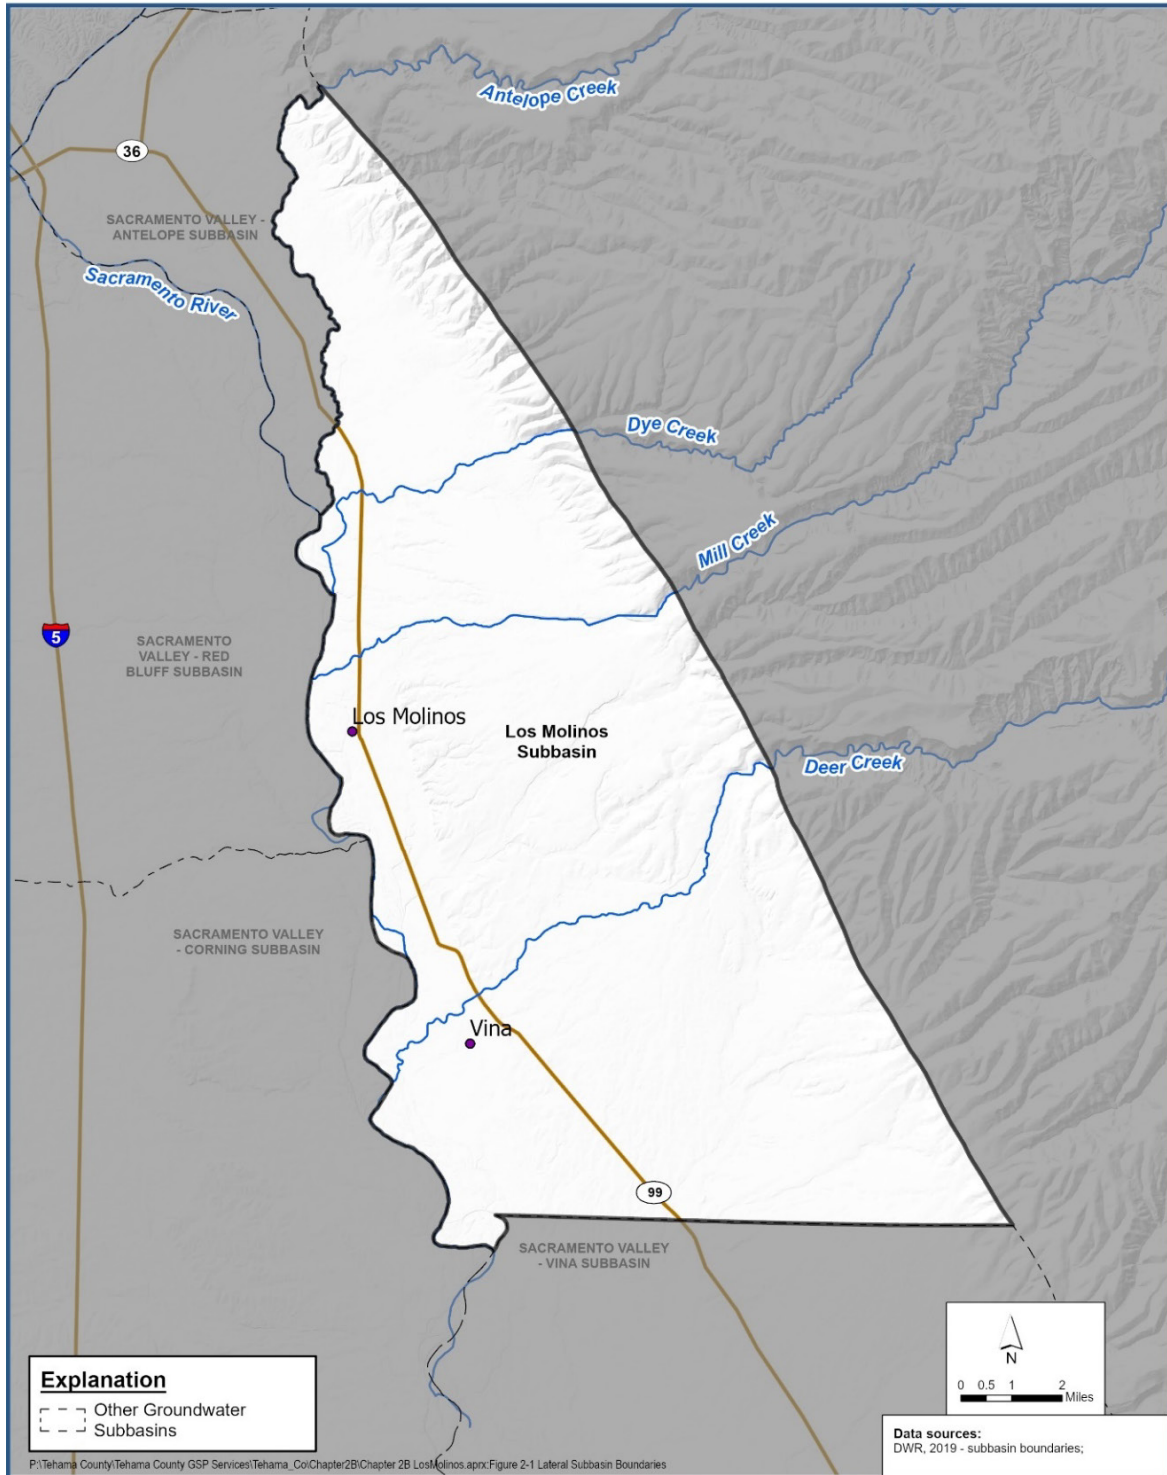 Antelope Creek
36
SACRAMENTO VALLEY -
ANTELOPE SUBBASIN
Sacramento River
Dye Creek
Mill Creek
5
SACRAMENTO
VALLEY - RED
BLUFF SUBBASIN
Los Molinos
Los Molinos
Subbasin
Deer Creek
SACRAMENTO VALLEY
- CORNING SUBBASIN
Vina
99
SACRAMENTO VALLEY
- VINA SUBBASIN
N
0 0.5 1 2
Miles
Explanation
Other Groundwater
Subbasins
Data sources:
DWR, 2019 - subbasin boundaries;
P:\Tehama County\Tehama County GSP Services\Tehama_Co\Chapter2B\Chapter 2B LosMolinos.aprx:Figure 2-1 Lateral Subbasin Boundaries